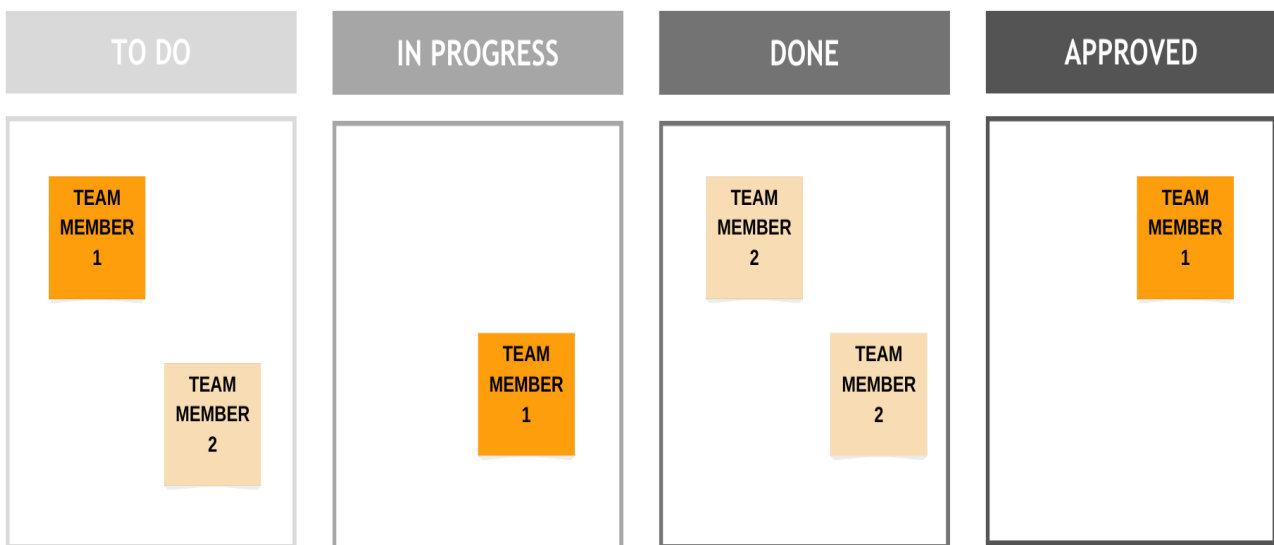 TO DO
IN PROGRESS
DONE
APPROVED
TEAM
MEMBER
1
TEAM
MEMBER
2
TEAM
MEMBER
1
TEAM
MEMBER
2
TEAM
MEMBER
2
TEAM
MEMBER
1